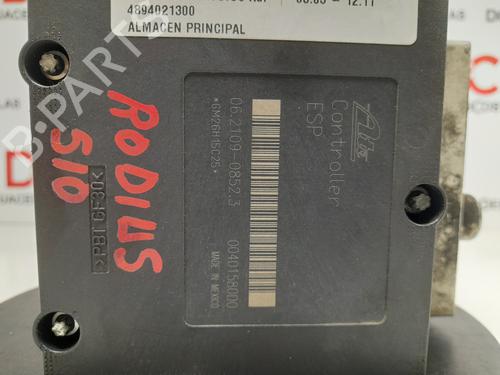 4894021300
ALMACEN PRINCIPAL
Ate
Controller
ESP
06.2109-0852.3
0040158000
*6M26H15C25*
MADE IN MEXICO
>PBT GF30<
RODIUS
510
B-PARTS